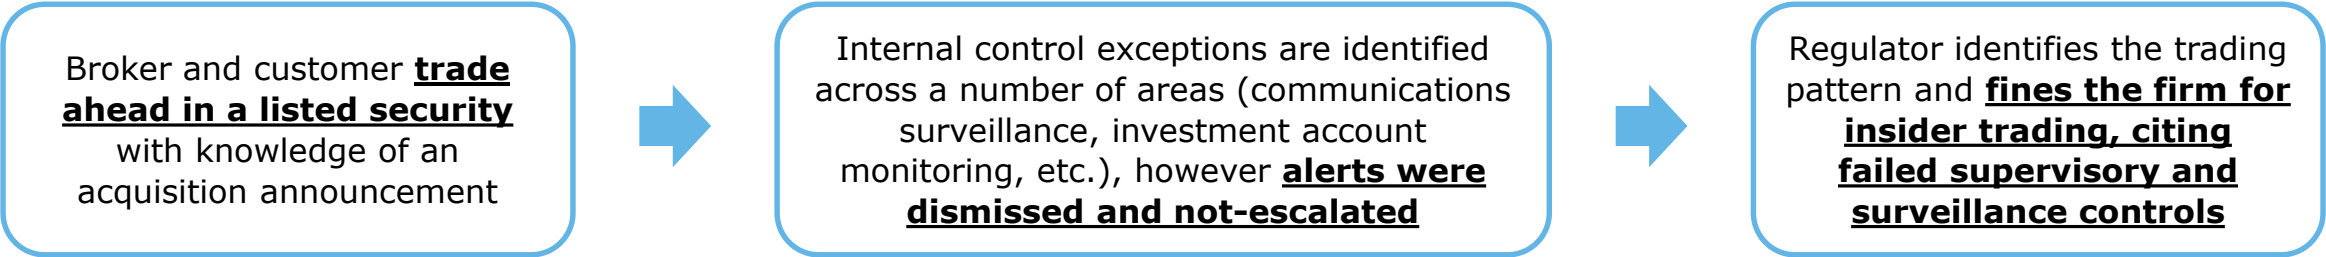 Broker and customer trade
ahead in a listed security
with knowledge of an
acquisition announcement
Internal control exceptions are identified
across a number of areas (communications
surveillance, investment account
monitoring, etc.), however alerts were
dismissed and not-escalated
Regulator identifies the trading
pattern and fines the firm for
insider trading, citing
failed supervisory and
surveillance controls